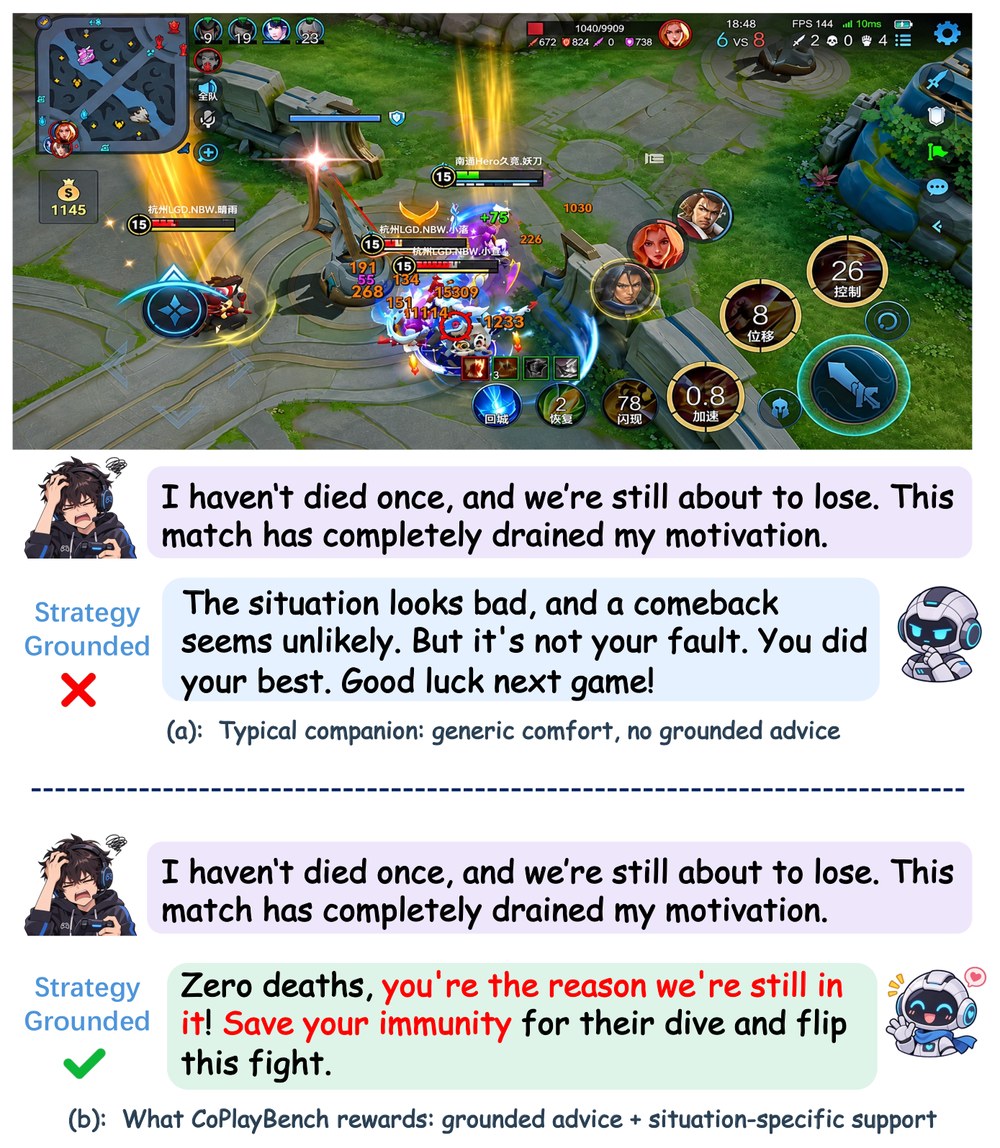 9
19
23
1040/9909
672 824 0 738
18:48
FPS 144
10ms
6 VS 8
2 0 4
全队
1145
15
杭州LGD.NBW.晴雨
15
南通Hero久竞.妖刀
杭州LGD.NBW.小溶
15
杭州LGD.NBW.小宣
15
+75
1030
226
191
55
268
134
151
15309
11114
1233
3
回城
2
恢复
78
闪现
0.8
加速
8
位移
26
控制
I haven't died once, and we're still about to lose. This
match has completely drained my motivation.
Strategy
Grounded
The situation looks bad, and a comeback
seems unlikely. But it's not your fault. You did
your best. Good luck next game!
(a): Typical companion: generic comfort, no grounded advice
I haven't died once, and we're still about to lose. This
match has completely drained my motivation.
Strategy
Grounded
Zero deaths, you're the reason we're still in
it! Save your immunity for their dive and flip
this fight.
(b): What CoPlayBench rewards: grounded advice + situation-specific support